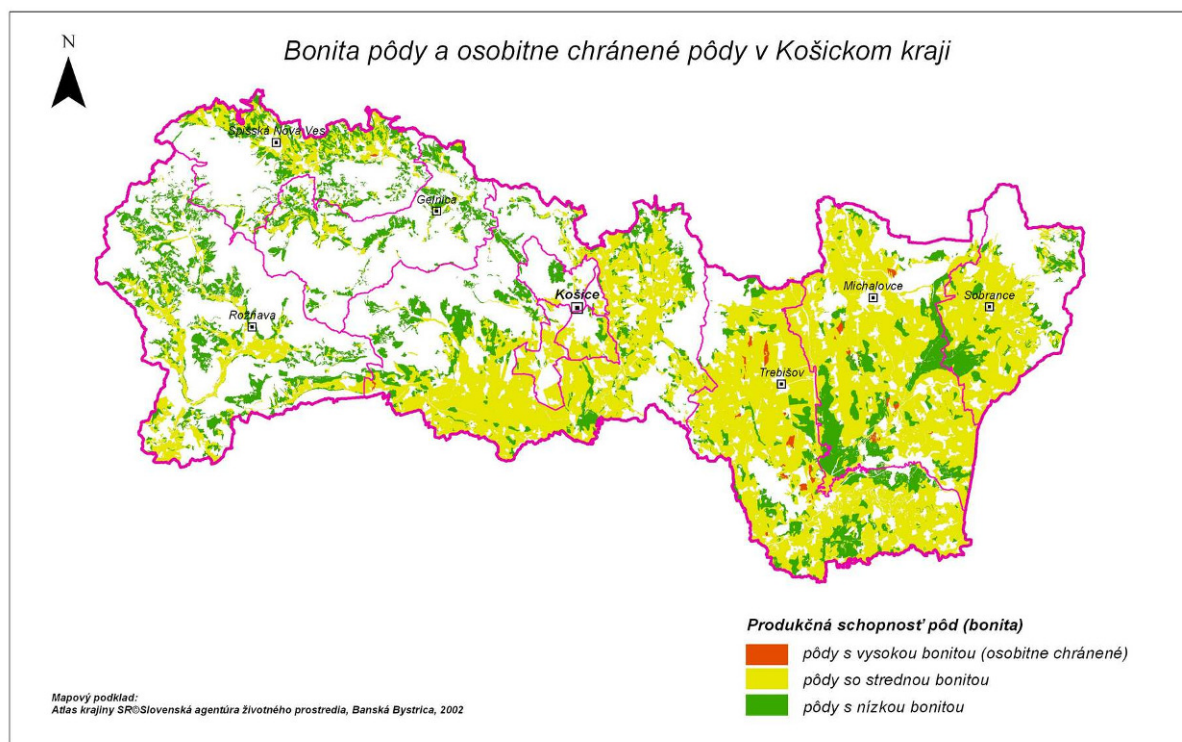 Bonita pôdy a osobitne chránené pôdy v Košickom kraji
N
Spišská Nová Ves
Gelnica
Košice
Rožňava
Michalovce
Sobrance
Trebišov
Produkčná schopnosť pôd (bonita)
pôdy s vysokou bonitou (osobitne chránené)
pôdy so strednou bonitou
pôdy s nízkou bonitou
Mapový podklad:
Atlas krajiny SR©Slovenská agentúra životného prostredia, Banská Bystrica, 2002